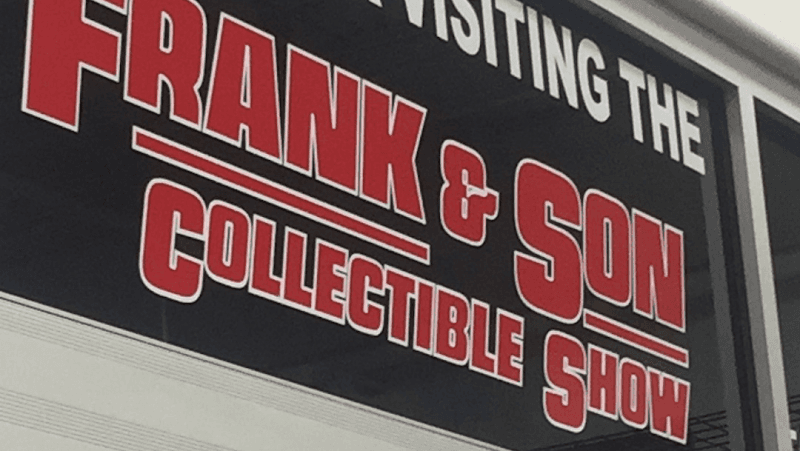 VISITING THE
FRANK & SON
COLLECTIBLE SHOW